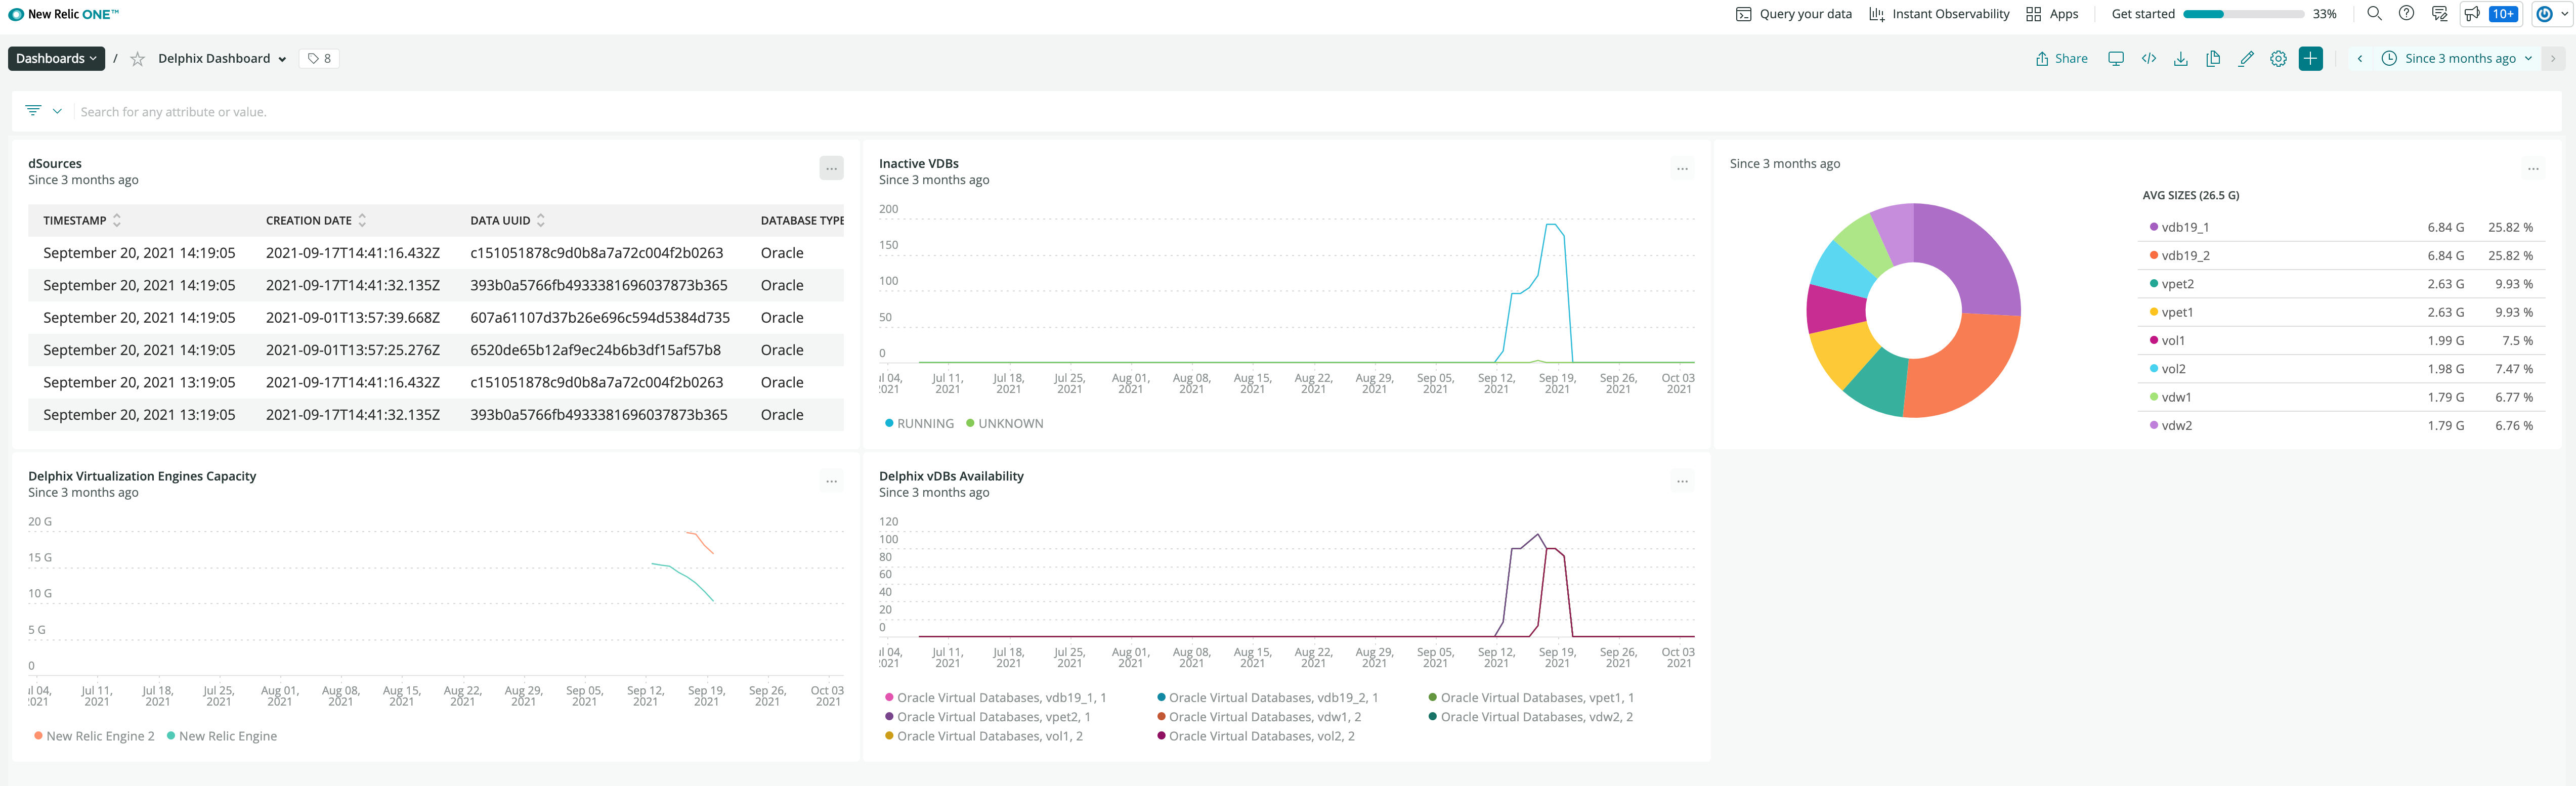 New Relic ONE™
Query your data
Instant Observability
Apps
Get started
33%
10+
Dashboards
/
Delphix Dashboard
8
Share
Since 3 months ago
Search for any attribute or value.
dSources
Since 3 months ago
...
TIMESTAMP CREATION DATE DATA UUID DATABASE TYPE
September 20, 2021 14:19:05 2021-09-17T14:41:16.432Z c151051878c9d0b8a7a72c004f2b0263 Oracle
September 20, 2021 14:19:05 2021-09-17T14:41:32.135Z 393b0a5766fb4933381696037873b365 Oracle
September 20, 2021 14:19:05 2021-09-01T13:57:39.668Z 607a61107d37b26e696c594d5384d735 Oracle
September 20, 2021 14:19:05 2021-09-01T13:57:25.276Z 6520de65b12af9ec24b6b3df15af57b8 Oracle
September 20, 2021 13:19:05 2021-09-17T14:41:16.432Z c151051878c9d0b8a7a72c004f2b0263 Oracle
September 20, 2021 13:19:05 2021-09-17T14:41:32.135Z 393b0a5766fb4933381696037873b365 Oracle
Inactive VDBs
Since 3 months ago
...
200
150
100
50
0
ul 04, Jul 11, Jul 18, Jul 25, Aug 01, Aug 08, Aug 15, Aug 22, Aug 29, Sep 05, Sep 12, Sep 19, Sep 26, Oct 03
2021 2021 2021 2021 2021 2021 2021 2021 2021 2021 2021 2021 2021 2021
RUNNING UNKNOWN
Since 3 months ago
...
AVG SIZES (26.5 G)
vdb19_1 6.84 G 25.82 %
vdb19_2 6.84 G 25.82 %
vpet2 2.63 G 9.93 %
vpet1 2.63 G 9.93 %
vol1 1.99 G 7.5 %
vol2 1.98 G 7.47 %
vdw1 1.79 G 6.77 %
vdw2 1.79 G 6.76 %
Delphix Virtualization Engines Capacity
Since 3 months ago
...
20 G
15 G
10 G
5 G
0
ul 04, Jul 11, Jul 18, Jul 25, Aug 01, Aug 08, Aug 15, Aug 22, Aug 29, Sep 05, Sep 12, Sep 19, Sep 26, Oct 03
2021 2021 2021 2021 2021 2021 2021 2021 2021 2021 2021 2021 2021 2021
New Relic Engine 2 New Relic Engine
Delphix vDBs Availability
Since 3 months ago
...
120
100
80
60
40
20
0
ul 04, Jul 11, Jul 18, Jul 25, Aug 01, Aug 08, Aug 15, Aug 22, Aug 29, Sep 05, Sep 12, Sep 19, Sep 26, Oct 03
2021 2021 2021 2021 2021 2021 2021 2021 2021 2021 2021 2021 2021 2021
Oracle Virtual Databases, vdb19_1, 1 Oracle Virtual Databases, vdb19_2, 1 Oracle Virtual Databases, vpet1, 1
Oracle Virtual Databases, vpet2, 1 Oracle Virtual Databases, vdw1, 2 Oracle Virtual Databases, vdw2, 2
Oracle Virtual Databases, vol1, 2 Oracle Virtual Databases, vol2, 2